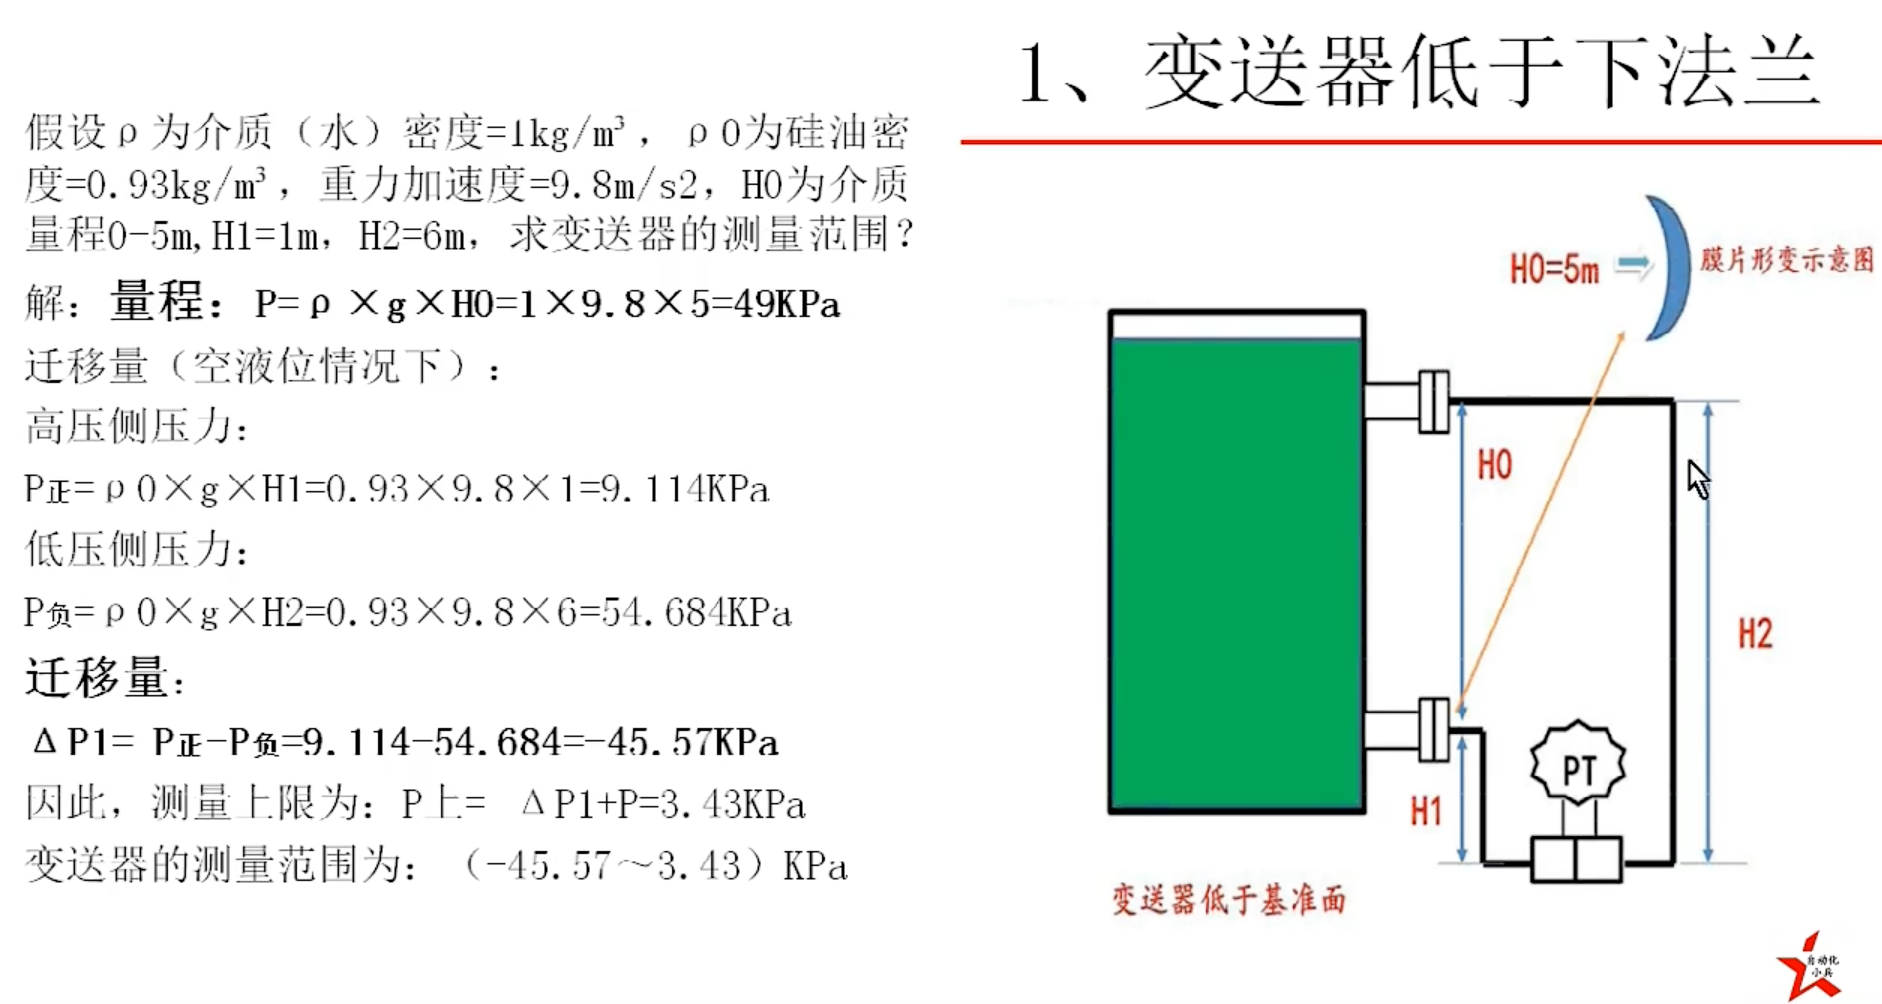 1、变送器低于下法兰
假设ρ为介质（水）密度=1kg/m³，ρ0为硅油密
度=0.93kg/m³，重力加速度=9.8m/s2，H0为介质
量程0-5m,H1=1m，H2=6m，求变送器的测量范围？
解：量程：P=ρ×g×H0=1×9.8×5=49KPa
迁移量（空液位情况下）：
高压侧压力：
P正=ρ0×g×H1=0.93×9.8×1=9.114KPa
低压侧压力：
P负=ρ0×g×H2=0.93×9.8×6=54.684KPa
迁移量：
ΔP1= P正-P负=9.114-54.684=-45.57KPa
因此，测量上限为：P上= ΔP1+P=3.43KPa
变送器的测量范围为：（-45.57～3.43）KPa
H0=5m
膜片形变示意图
H0
H2
PT
H1
变送器低于基准面
自动化
小兵